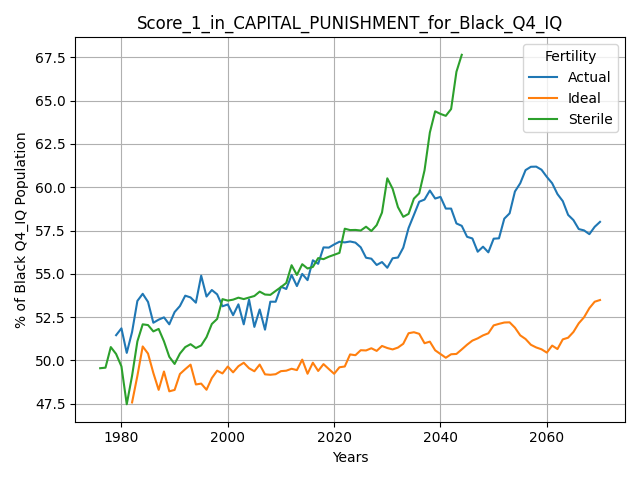 Score_1_in_CAPITAL_PUNISHMENT_for_Black_Q4_IQ
% of Black Q4_IQ Population
67.5
65.0
62.5
60.0
57.5
55.0
52.5
50.0
47.5
Fertility
Actual
Ideal
Sterile
1980 2000 2020 2040 2060
Years